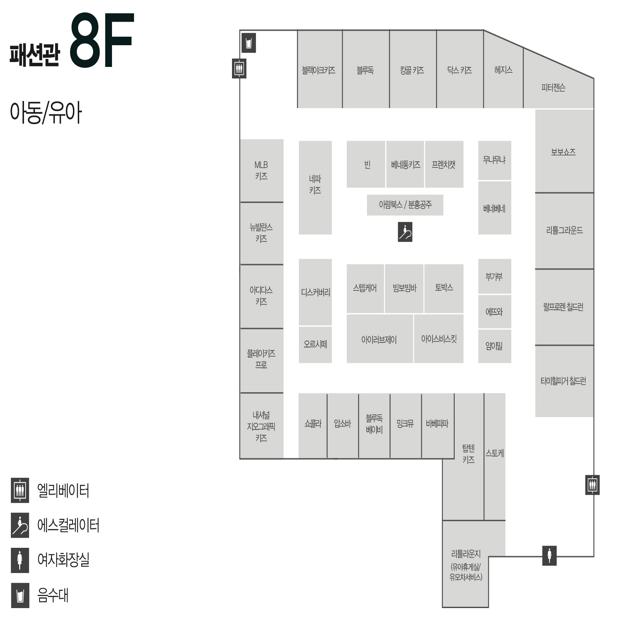 패션관 8F
아동/유아
블랙야크키즈
블루독
캉골 키즈
닥스 키즈
헤지스
피터젠슨
MLB
키즈
네파
키즈
빈
베네통키즈
프렌치캣
무냐무냐
보보쇼즈
베네베네
아람북스 / 분홍공주
뉴발란스
키즈
리틀그라운드
아디다스
키즈
디스커버리
스텝케어
빔보빔바
토박스
부가부
에뜨와
랄프로렌 칠드런
플레이키즈
프로
오르시떼
아이러브제이
아이스비스킷
압이밀
타미힐피거 칠드런
내셔널
지오그래픽
키즈
쇼콜라
압소바
블루독
베이비
밍크뮤
바베파파
탑텐
키즈
스토케
리틀라운지
(유아휴게실/
유모차서비스)
엘리베이터
에스컬레이터
여자화장실
음수대